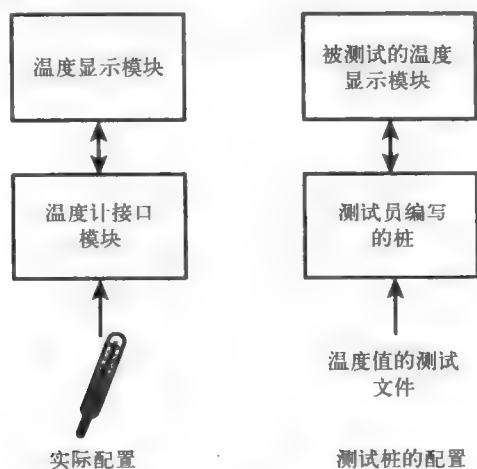 温度显示模块
温度计接口
模块
实际配置
被测试的温度
显示模块
测试员编写
的桩
温度值的测试
文件
测试桩的配置